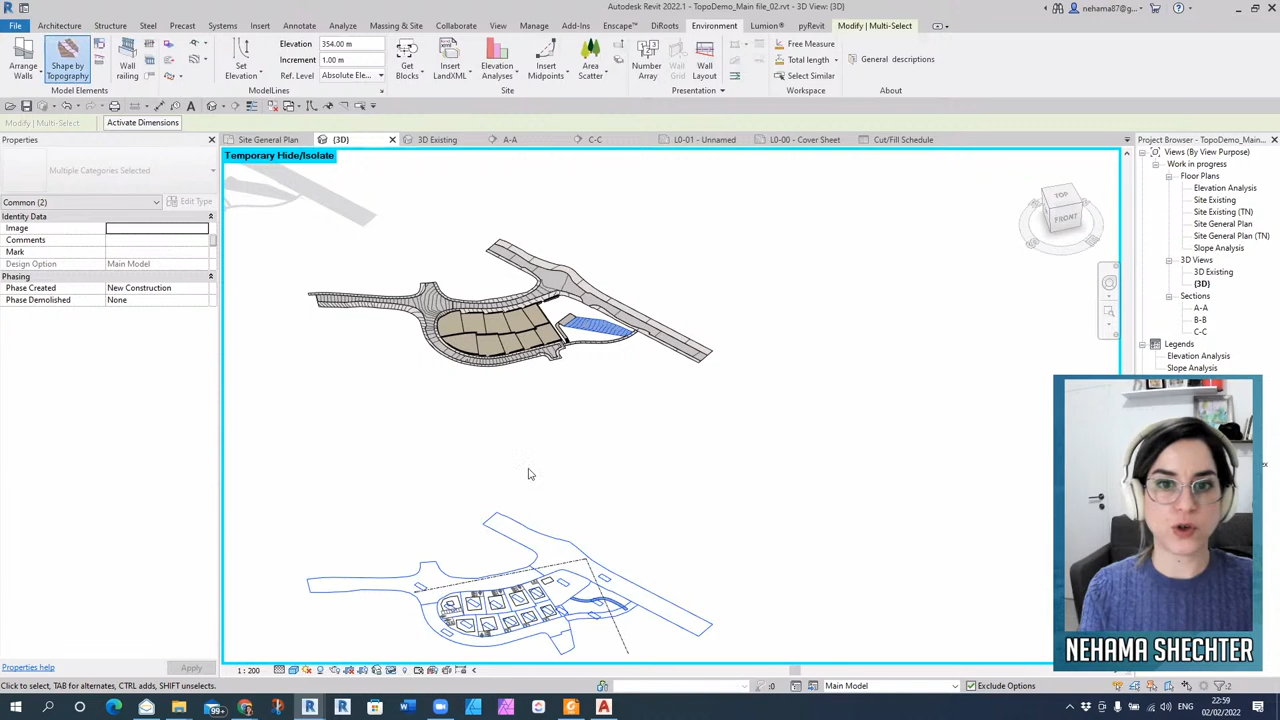 Autodesk Revit 2022.1 - TopoDemo_Main file_02.rvt - 3D View: {3D}
nehama87@g...
File Architecture Structure Steel Precast Systems Insert Annotate Analyze Massing & Site Collaborate View Manage Add-Ins Enscape™ DiRoots Environment Lumion® pyRevit Modify | Multi-Select
Arrange Walls
Shape by Topography
Wall railing
Set Elevation
Elevation 354.00 m
Increment 1.00 m
Ref. Level Absolute Ele...
Get Blocks
Insert LandXML
Elevation Analyses
Insert Midpoints
Area Scatter
Number Array
Wall Grid
Wall Layout
Free Measure
Total length
Select Similar
General descriptions
Model Elements ModelLines Site Presentation Workspace About
Modify | Multi-Select Activate Dimensions
Properties
Site General Plan {3D} 3D Existing A-A C-C L0-01 - Unnamed L0-00 - Cover Sheet Cut/Fill Schedule
Project Browser - TopoDemo_Main...
Multiple Categories Selected
Common (2) Edit Type
Identity Data
Image
Comments
Mark
Design Option Main Model
Phasing
Phase Created New Construction
Phase Demolished None
Temporary Hide/Isolate
TOP
FRONT
Views (By View Purpose)
Work in progress
Floor Plans
Elevation Analysis
Site Existing
Site Existing (TN)
Site General Plan
Site General Plan (TN)
Slope Analysis
3D Views
3D Existing
{3D}
Sections
A-A
B-B
C-C
Legends
Elevation Analysis
Slope Analysis
NEHAMA SHECHTER
Properties help Apply
1 : 200
Click to select, TAB for alternates, CTRL adds, SHIFT unselects. :0 Main Model Exclude Options :2
99+
ENG
22:59
02/02/2022